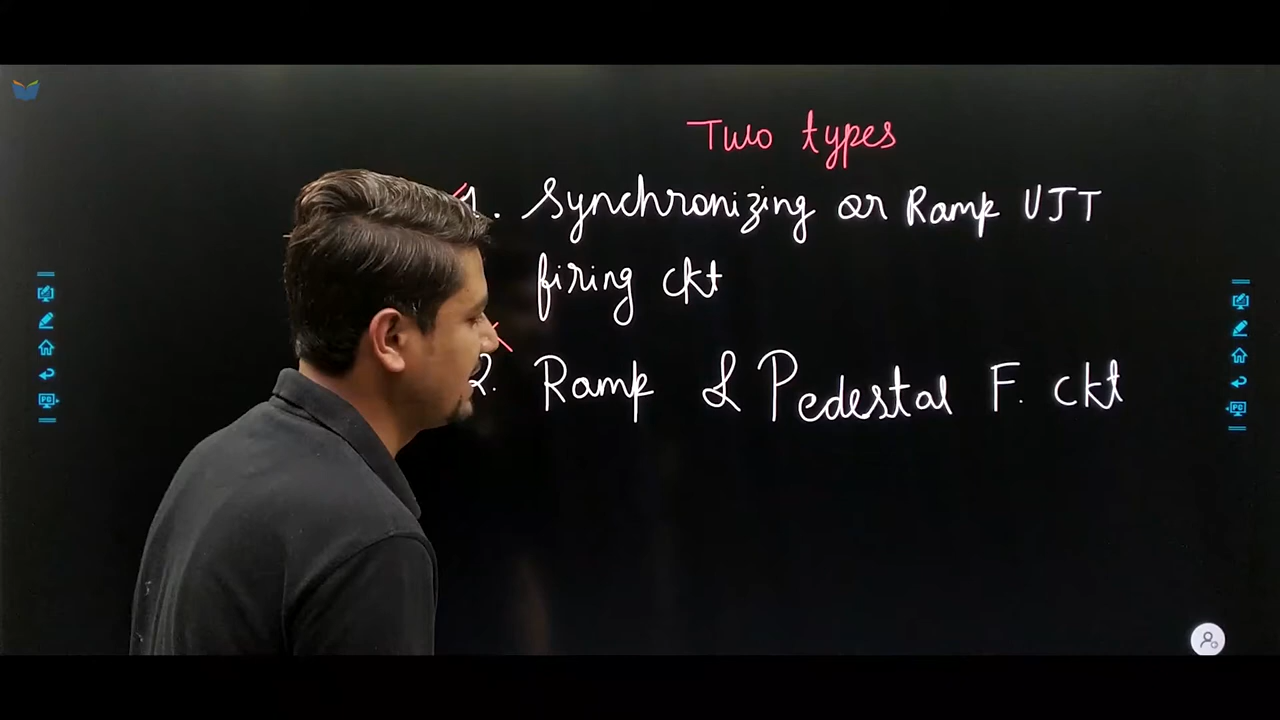 Two types
1. Synchronizing or Ramp UJT
firing ckt
2. Ramp & Pedestal F. Ckt